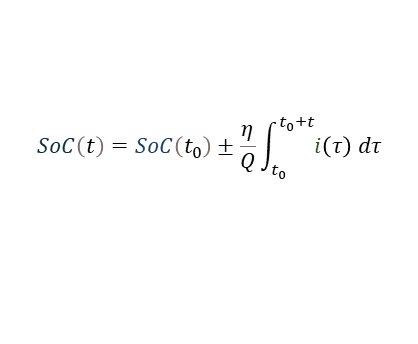 SoC(t) = SoC(t₀) ± η/Q ∫_{t₀}^{t₀+t} i(τ) dτ